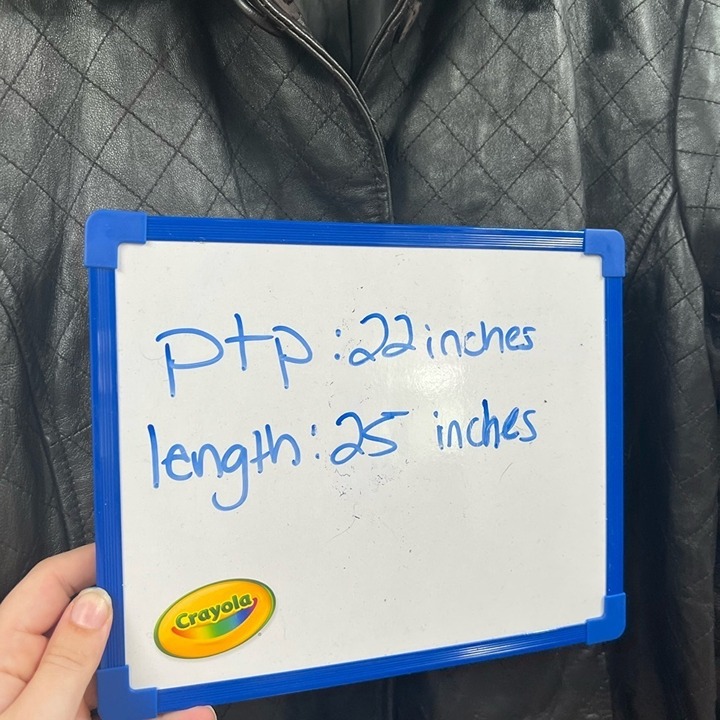 ptp : 22 inches
length : 25 inches
Crayola